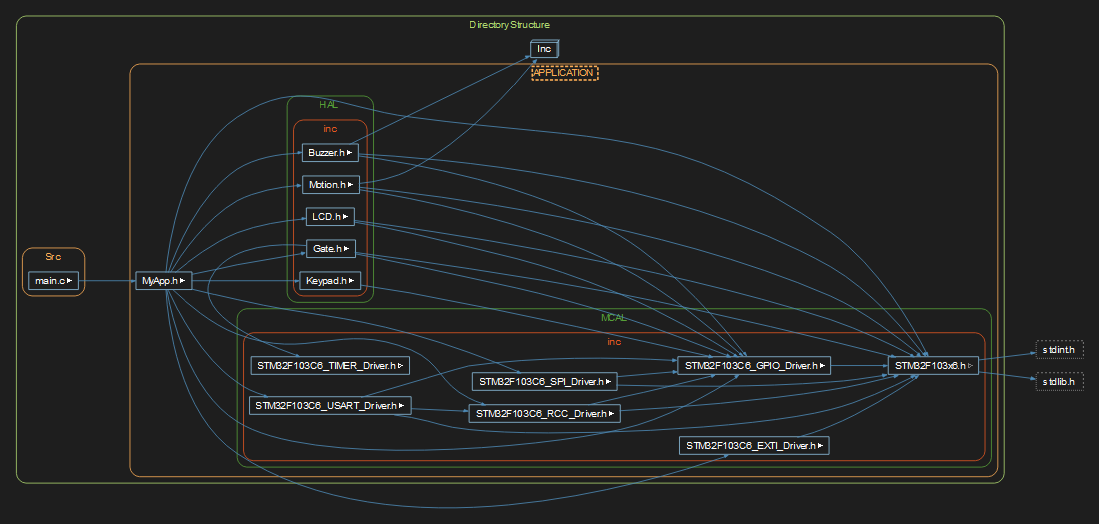 Directory Structure
Inc
APPLICATION
HAL
inc
Buzzer.h
Motion.h
LCD.h
Gate.h
Keypad.h
Src
main.c
MyApp.h
MCAL
inc
STM32F103C6_TIMER_Driver.h
STM32F103C6_GPIO_Driver.h
STM32F103x6.h
STM32F103C6_SPI_Driver.h
STM32F103C6_USART_Driver.h
STM32F103C6_RCC_Driver.h
STM32F103C6_EXTI_Driver.h
stdint.h
stdlib.h